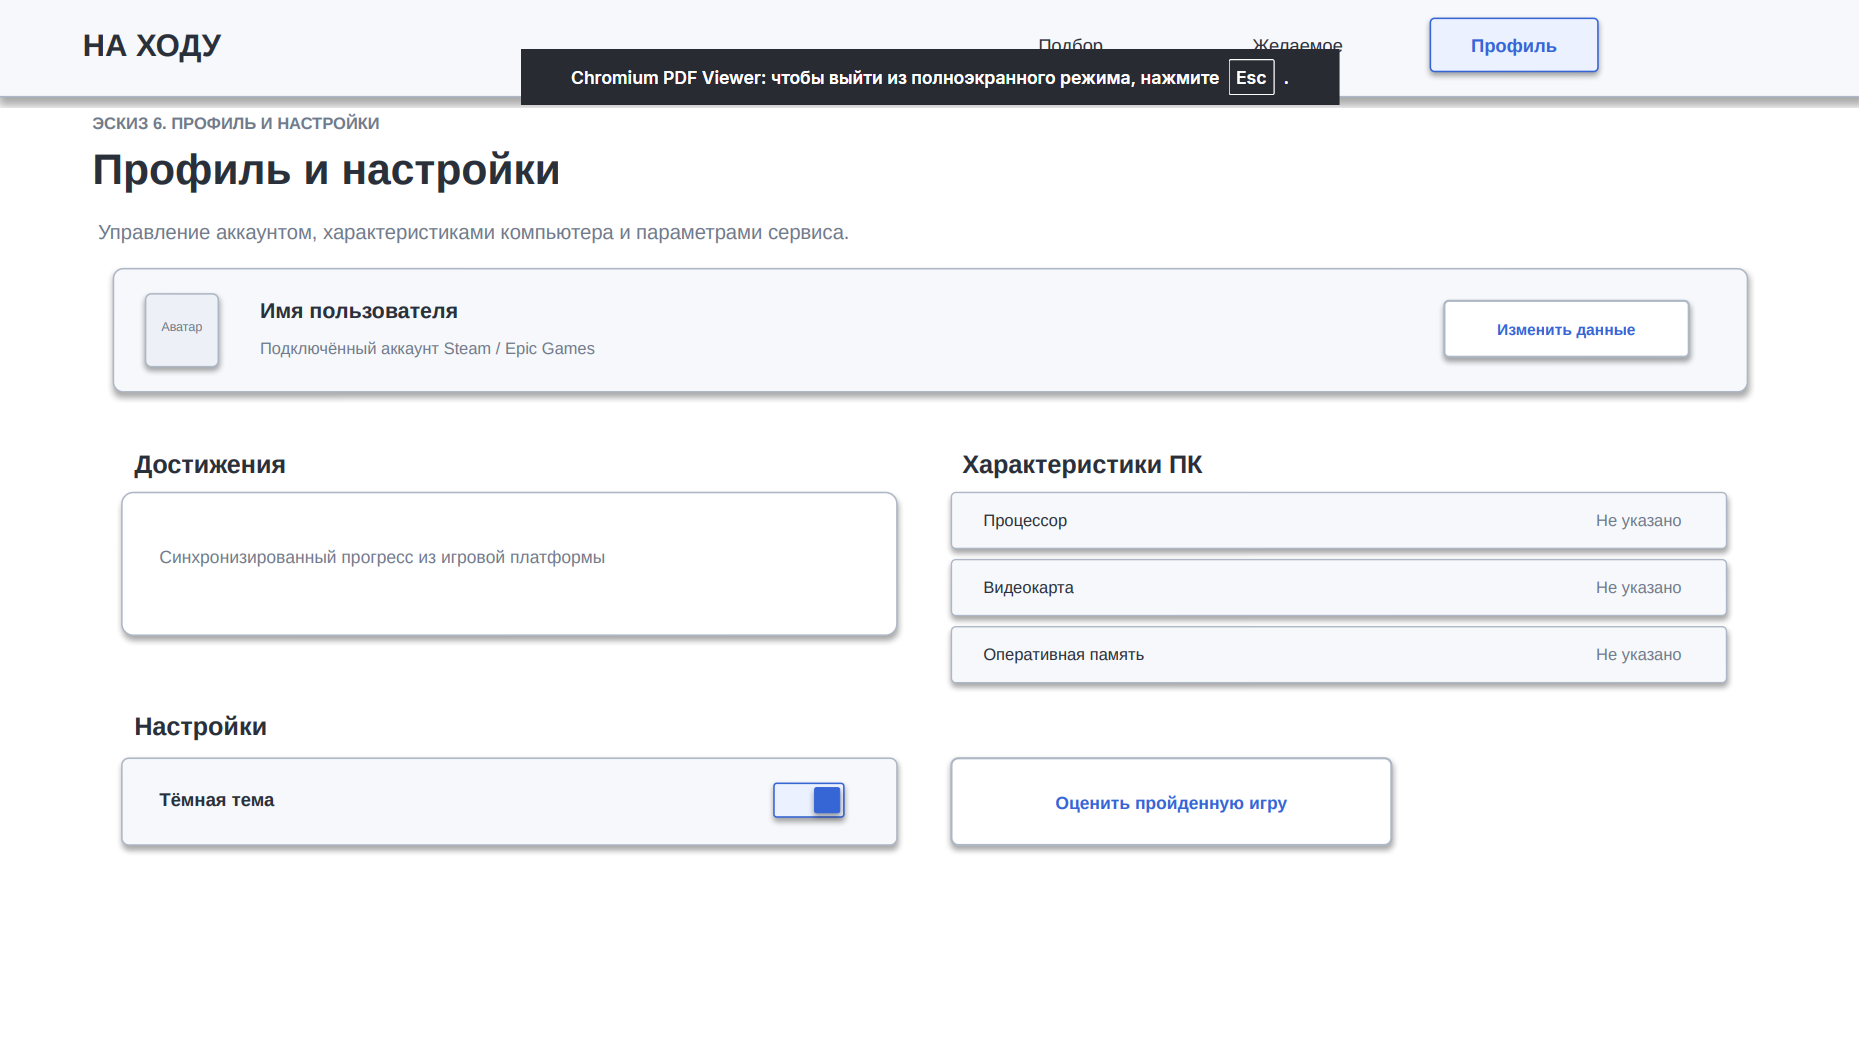 НА ХОДУ
Подбор
Желаемое
Профиль
Chromium PDF Viewer: чтобы выйти из полноэкранного режима, нажмите Esc .
ЭСКИЗ 6. ПРОФИЛЬ И НАСТРОЙКИ
Профиль и настройки
Управление аккаунтом, характеристиками компьютера и параметрами сервиса.
Аватар
Имя пользователя
Подключённый аккаунт Steam / Epic Games
Изменить данные
Достижения
Синхронизированный прогресс из игровой платформы
Характеристики ПК
Процессор
Не указано
Видеокарта
Не указано
Оперативная память
Не указано
Настройки
Тёмная тема
Оценить пройденную игру